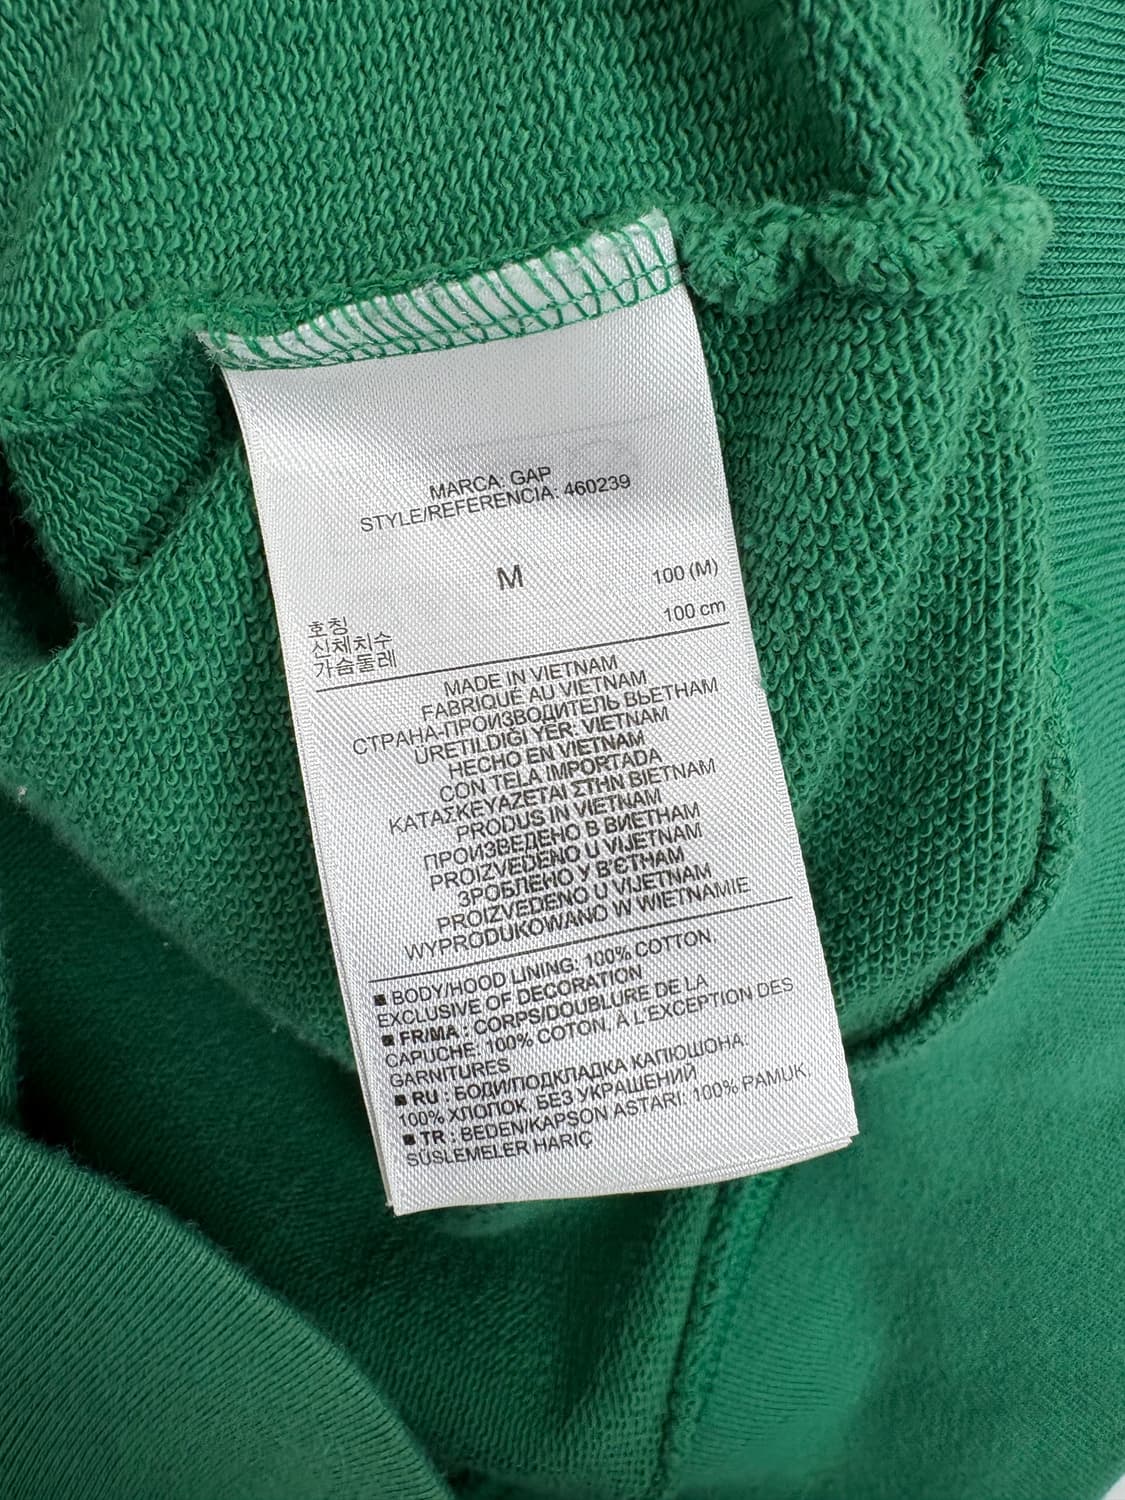 MARCA: GAP
STYLE/REFERENCIA: 460239
M
100 (M)
100 cm
호칭
신체치수
가슴둘레
MADE IN VIETNAM
FABRIQUÉ AU VIETNAM
СТРАНА-ПРОИЗВОДИТЕЛЬ ВЬЕТНАМ
ÜRETILDIĞI YER: VIETNAM
HECHO EN VIETNAM
CON TELA IMPORTADA
ΚΑΤΑΣΚΕΥΑΖΕΤΑΙ ΣΤΗΝ ΒΙΕΤΝΑΜ
PRODUS IN VIETNAM
ПРОИЗВЕДЕНО В ВИЕТНАМ
PROIZVEDENO U VIJETNAM
ЗРОБЛЕНО У В'ЄТНАМ
PROIZVEDENO U VIJETNAM
WYPRODUKOWANO W WIETNAMIE
■ BODY/HOOD LINING: 100% COTTON,
EXCLUSIVE OF DECORATION
■ FR/MA : CORPS/DOUBLURE DE LA
CAPUCHE: 100% COTON, À L'EXCEPTION DES
GARNITURES
■ RU : БОДИ/ПОДКЛАДКА КАПЮШОНА:
100% ХЛОПОК, БЕЗ УКРАШЕНИЙ
■ TR : BEDEN/KAPŞON ASTARI: 100% PAMUK,
SÜSLEMELER HARIÇ